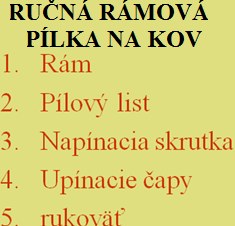 RUČNÁ RÁMOVÁ
PÍLKA NA KOV
1. Rám
2. Pílový list
3. Napínacia skrutka
4. Upínacie čapy
5. rukoväť